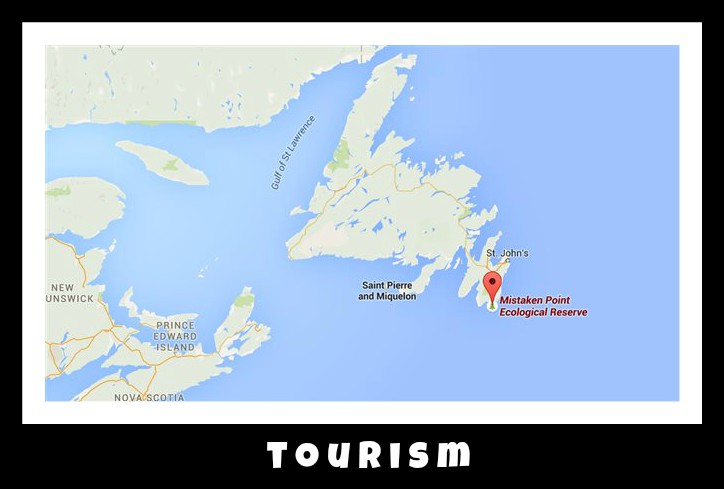 Gulf of St Lawrence
St. John's
Saint Pierre
and Miquelon
Mistaken Point
Ecological Reserve
NEW
UNSWICK
PRINCE
EDWARD
ISLAND
NOVA SCOTIA
TOURISM